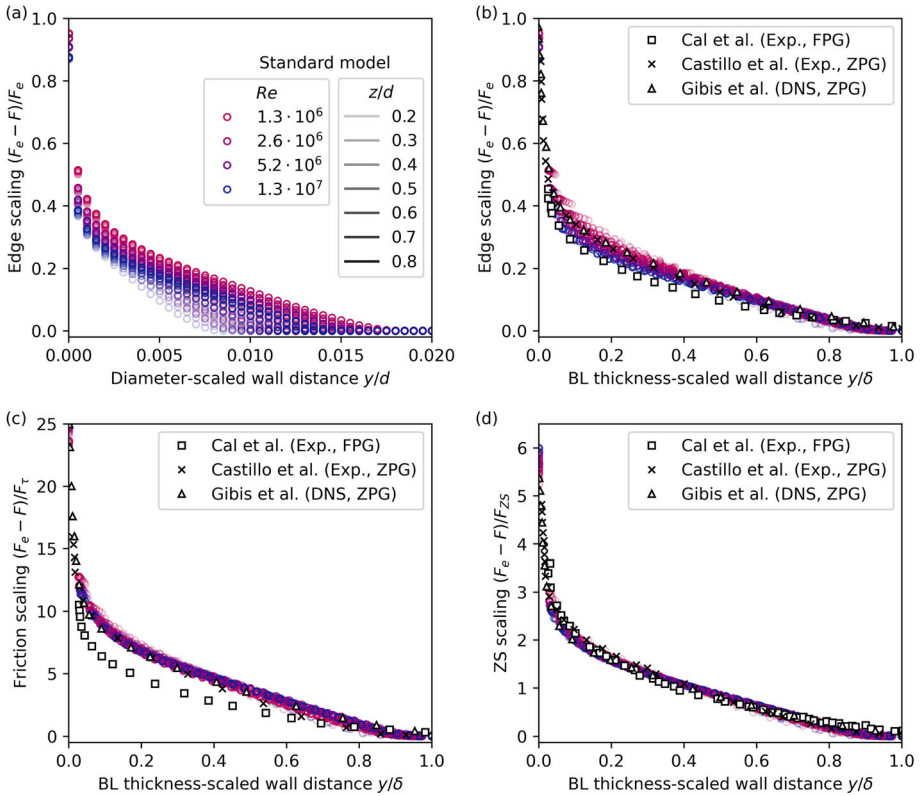 (a)
Edge scaling (F_e − F)/F_e
1.0
0.8
0.6
0.4
0.2
0.0
Standard model
Re
1.3 · 10⁶
2.6 · 10⁶
5.2 · 10⁶
1.3 · 10⁷
z/d
0.2
0.3
0.4
0.5
0.6
0.7
0.8
0.000 0.005 0.010 0.015 0.020
Diameter-scaled wall distance y/d
(b)
Edge scaling (F_e − F)/F_e
1.0
0.8
0.6
0.4
0.2
0.0
Cal et al. (Exp., FPG)
Castillo et al. (Exp., ZPG)
Gibis et al. (DNS, ZPG)
0.0 0.2 0.4 0.6 0.8 1.0
BL thickness-scaled wall distance y/δ
(c)
Friction scaling (F_e − F)/F_τ
25
20
15
10
5
0
Cal et al. (Exp., FPG)
Castillo et al. (Exp., ZPG)
Gibis et al. (DNS, ZPG)
0.0 0.2 0.4 0.6 0.8 1.0
BL thickness-scaled wall distance y/δ
(d)
ZS scaling (F_e − F)/F_ZS
6
5
4
3
2
1
0
Cal et al. (Exp., FPG)
Castillo et al. (Exp., ZPG)
Gibis et al. (DNS, ZPG)
0.0 0.2 0.4 0.6 0.8 1.0
BL thickness-scaled wall distance y/δ